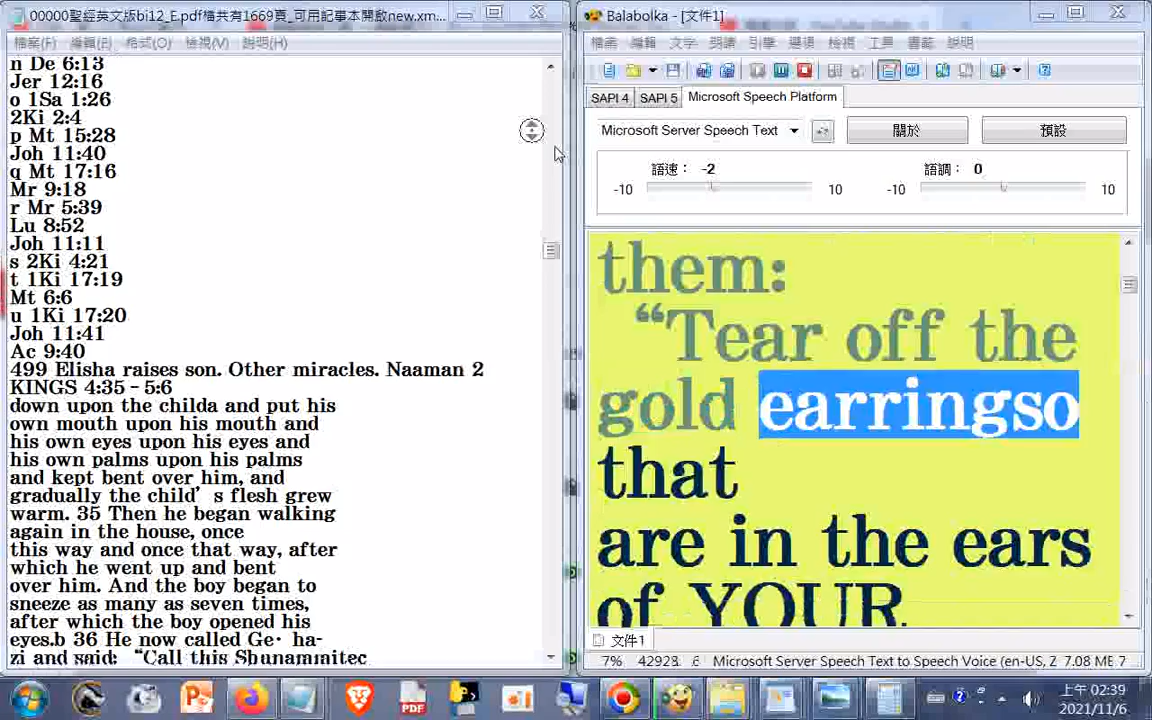 00000聖經英文版bi12_E.pdf檔共有1669頁_可用記事本開啟new.xm...
檔案(F) 編輯(E) 格式(O) 檢視(V) 說明(H)
n De 6:13
Jer 12:16
o 1Sa 1:26
2Ki 2:4
p Mt 15:28
Joh 11:40
q Mt 17:16
Mr 9:18
r Mr 5:39
Lu 8:52
Joh 11:11
s 2Ki 4:21
t 1Ki 17:19
Mt 6:6
u 1Ki 17:20
Joh 11:41
Ac 9:40
499 Elisha raises son. Other miracles. Naaman 2
KINGS 4:35–5:6
down upon the childa and put his
own mouth upon his mouth and
his own eyes upon his eyes and
his own palms upon his palms
and kept bent over him, and
gradually the child’s flesh grew
warm. 35 Then he began walking
again in the house, once
this way and once that way, after
which he went up and bent
over him. And the boy began to
sneeze as many as seven times,
after which the boy opened his
eyes.b 36 He now called Ge·ha-
zi and said: “Call this Shunammitec
Balabolka - [文件1]
檔案 編輯 文字 朗讀 引擎 選項 檢視 工具 書籤 說明
SAPI 4 SAPI 5 Microsoft Speech Platform
Microsoft Server Speech Text 關於 預設
語速： -2 語調： 0
-10 10 -10 10
them:
“Tear off the
gold earringso
that
are in the ears
of YOUR
文件1
7% Microsoft Server Speech Text to Speech Voice (en-US, Z 7.08 ME 7
PDF
上午 02:39
2021/11/6